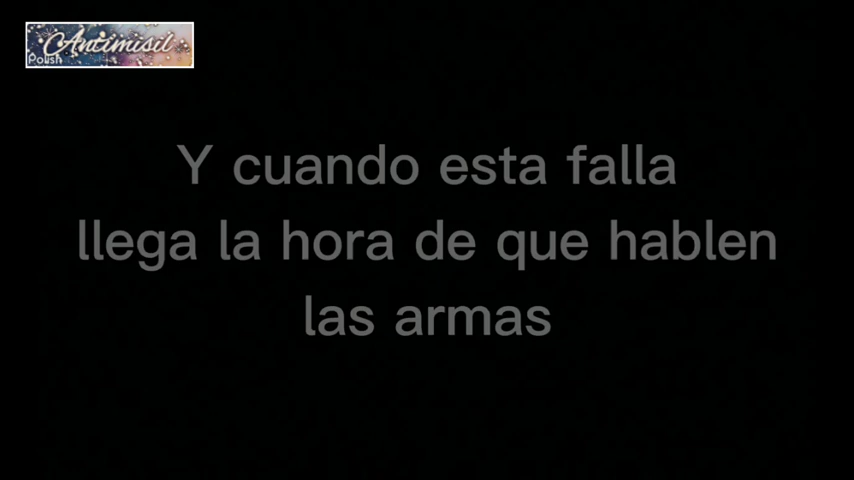 Antimisil
Polish
Y cuando esta falla
llega la hora de que hablen
las armas